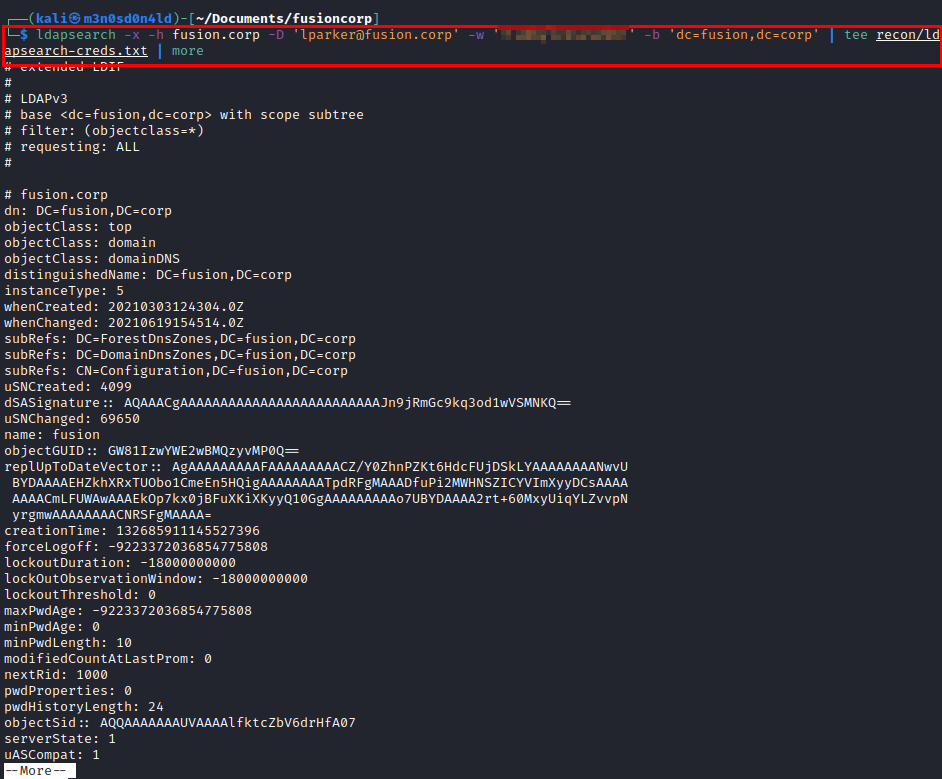 ┌──(kali㉿m3n0sd0n4ld)-[~/Documents/fusioncorp]
└─$ ldapsearch -x -h fusion.corp -D 'lparker@fusion.corp' -w '' -b 'dc=fusion,dc=corp' | tee recon/ld
apsearch-creds.txt | more
# extended LDIF
#
# LDAPv3
# base <dc=fusion,dc=corp> with scope subtree
# filter: (objectclass=*)
# requesting: ALL
#
# fusion.corp
dn: DC=fusion,DC=corp
objectClass: top
objectClass: domain
objectClass: domainDNS
distinguishedName: DC=fusion,DC=corp
instanceType: 5
whenCreated: 20210303124304.0Z
whenChanged: 20210619154514.0Z
subRefs: DC=ForestDnsZones,DC=fusion,DC=corp
subRefs: DC=DomainDnsZones,DC=fusion,DC=corp
subRefs: CN=Configuration,DC=fusion,DC=corp
uSNCreated: 4099
dSASignature:: AQAAACgAAAAAAAAAAAAAAAAAAAAAAAAAJn9jRmGc9kq3od1wVSMNKQ==
uSNChanged: 69650
name: fusion
objectGUID:: GW81IzwYWE2wBMQzyvMP0Q==
replUpToDateVector:: AgAAAAAAAAAFAAAAAAAAACZ/Y0ZhnPZKt6HdcFUjDSkLYAAAAAAAANwvU
 BYDAAAAEHZkhXRxTUObo1CmeEn5HQigAAAAAAAATpdRFgMAAADfuPi2MWHNSZICYVImXyyDCsAAAA
 AAAACmLFUWAwAAAEkOp7kx0jBFuXKiXKyyQ10GgAAAAAAAAo7UBYDAAAA2rt+60MxyUiqYLZvvpN
 yrgmwAAAAAAAACNRSFgMAAAA=
creationTime: 132685911145527396
forceLogoff: -9223372036854775808
lockoutDuration: -18000000000
lockOutObservationWindow: -18000000000
lockoutThreshold: 0
maxPwdAge: -9223372036854775808
minPwdAge: 0
minPwdLength: 10
modifiedCountAtLastProm: 0
nextRid: 1000
pwdProperties: 0
pwdHistoryLength: 24
objectSid:: AQQAAAAAAAUVAAAAlfktcZbV6drHfA07
serverState: 1
uASCompat: 1
--More--